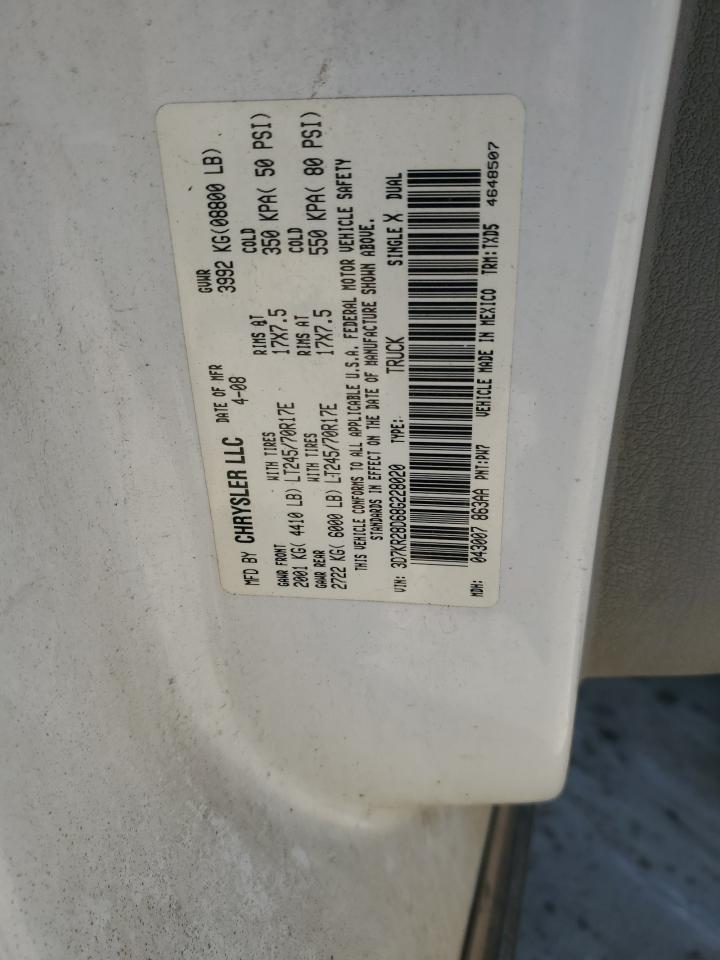 MFD BY CHRYSLER LLC DATE OF MFR GVWR
4-08 3992 KG(08800 LB)
GAWR FRONT WITH TIRES RIMS AT COLD
2001 KG( 4410 LB) LT245/70R17E 17X7.5 350 KPA( 50 PSI)
GAWR REAR WITH TIRES RIMS AT COLD
2722 KG( 6000 LB) LT245/70R17E 17X7.5 550 KPA( 80 PSI)
THIS VEHICLE CONFORMS TO ALL APPLICABLE U.S.A. FEDERAL MOTOR VEHICLE SAFETY
STANDARDS IN EFFECT ON THE DATE OF MANUFACTURE SHOWN ABOVE.
VIN: 3D7KR28D68G228020 TYPE: TRUCK SINGLE X DUAL
MDH: 043007 863AA PNT:PW7 VEHICLE MADE IN MEXICO TRM:TXD5
4648507